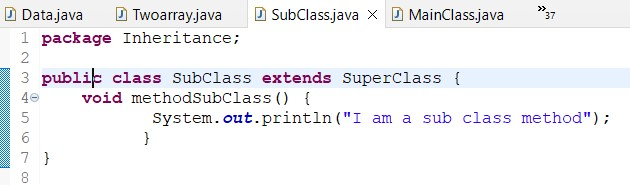 Data.java Twoarray.java SubClass.java MainClass.java 37
1 package Inheritance;
2
3 public class SubClass extends SuperClass {
4 void methodSubClass() {
5 System.out.println("I am a sub class method");
6 }
7 }
8